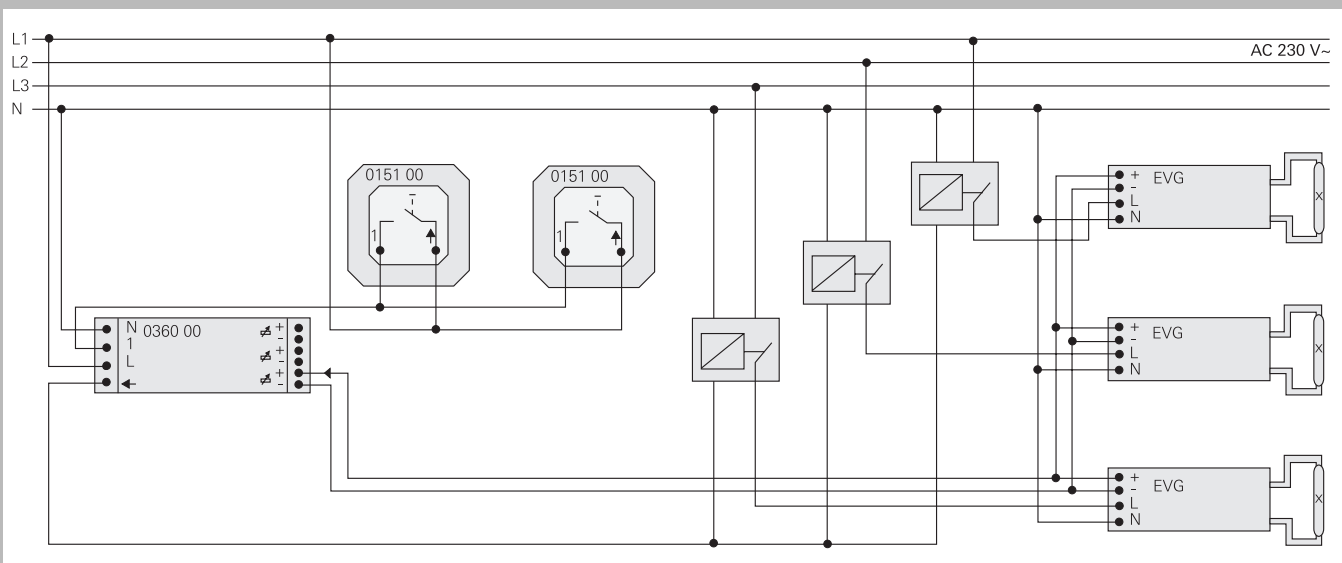 L1
AC 230 V~
L2
L3
N
0151 00
1
0151 00
1
N 0360 00
1
L
+
-
+
-
+
-
+ EVG
-
L
N
X
+ EVG
-
L
N
X
+ EVG
-
L
N
X